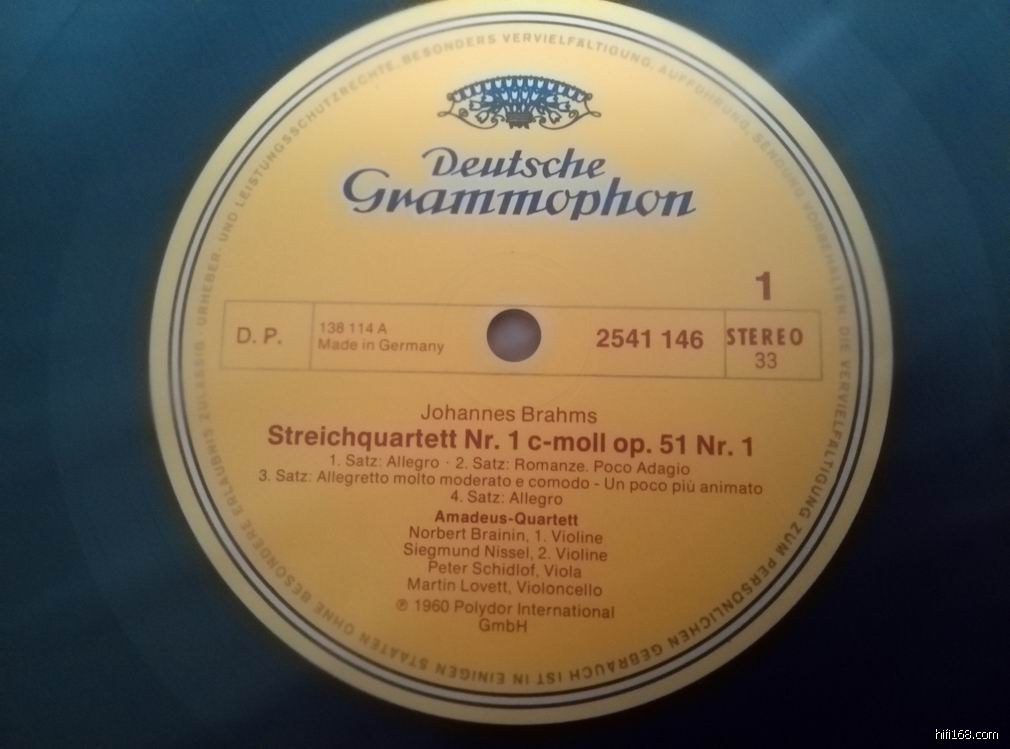 Deutsche
Grammophon
1
D. P.
138 114 A
Made in Germany
2541 146
STEREO
33
Johannes Brahms
Streichquartett Nr. 1 c-moll op. 51 Nr. 1
1. Satz: Allegro · 2. Satz: Romanze. Poco Adagio
3. Satz: Allegretto molto moderato e comodo - Un poco più animato
4. Satz: Allegro
Amadeus-Quartett
Norbert Brainin, 1. Violine
Siegmund Nissel, 2. Violine
Peter Schidlof, Viola
Martin Lovett, Violoncello
℗ 1960 Polydor International
GmbH
URHEBER- UND LEISTUNGSSCHUTZRECHTE, BESONDERS VERVIELFÄLTIGUNG, AUFFÜHRUNG, SENDUNG VORBEHALTEN. DIE VERVIELFÄLTIGUNG ZUM PERSÖNLICHEN GEBRAUCH IST IN EINIGEN STAATEN OHNE BESONDERE ERLAUBNIS ZULÄSSIG ·
hifi168.com